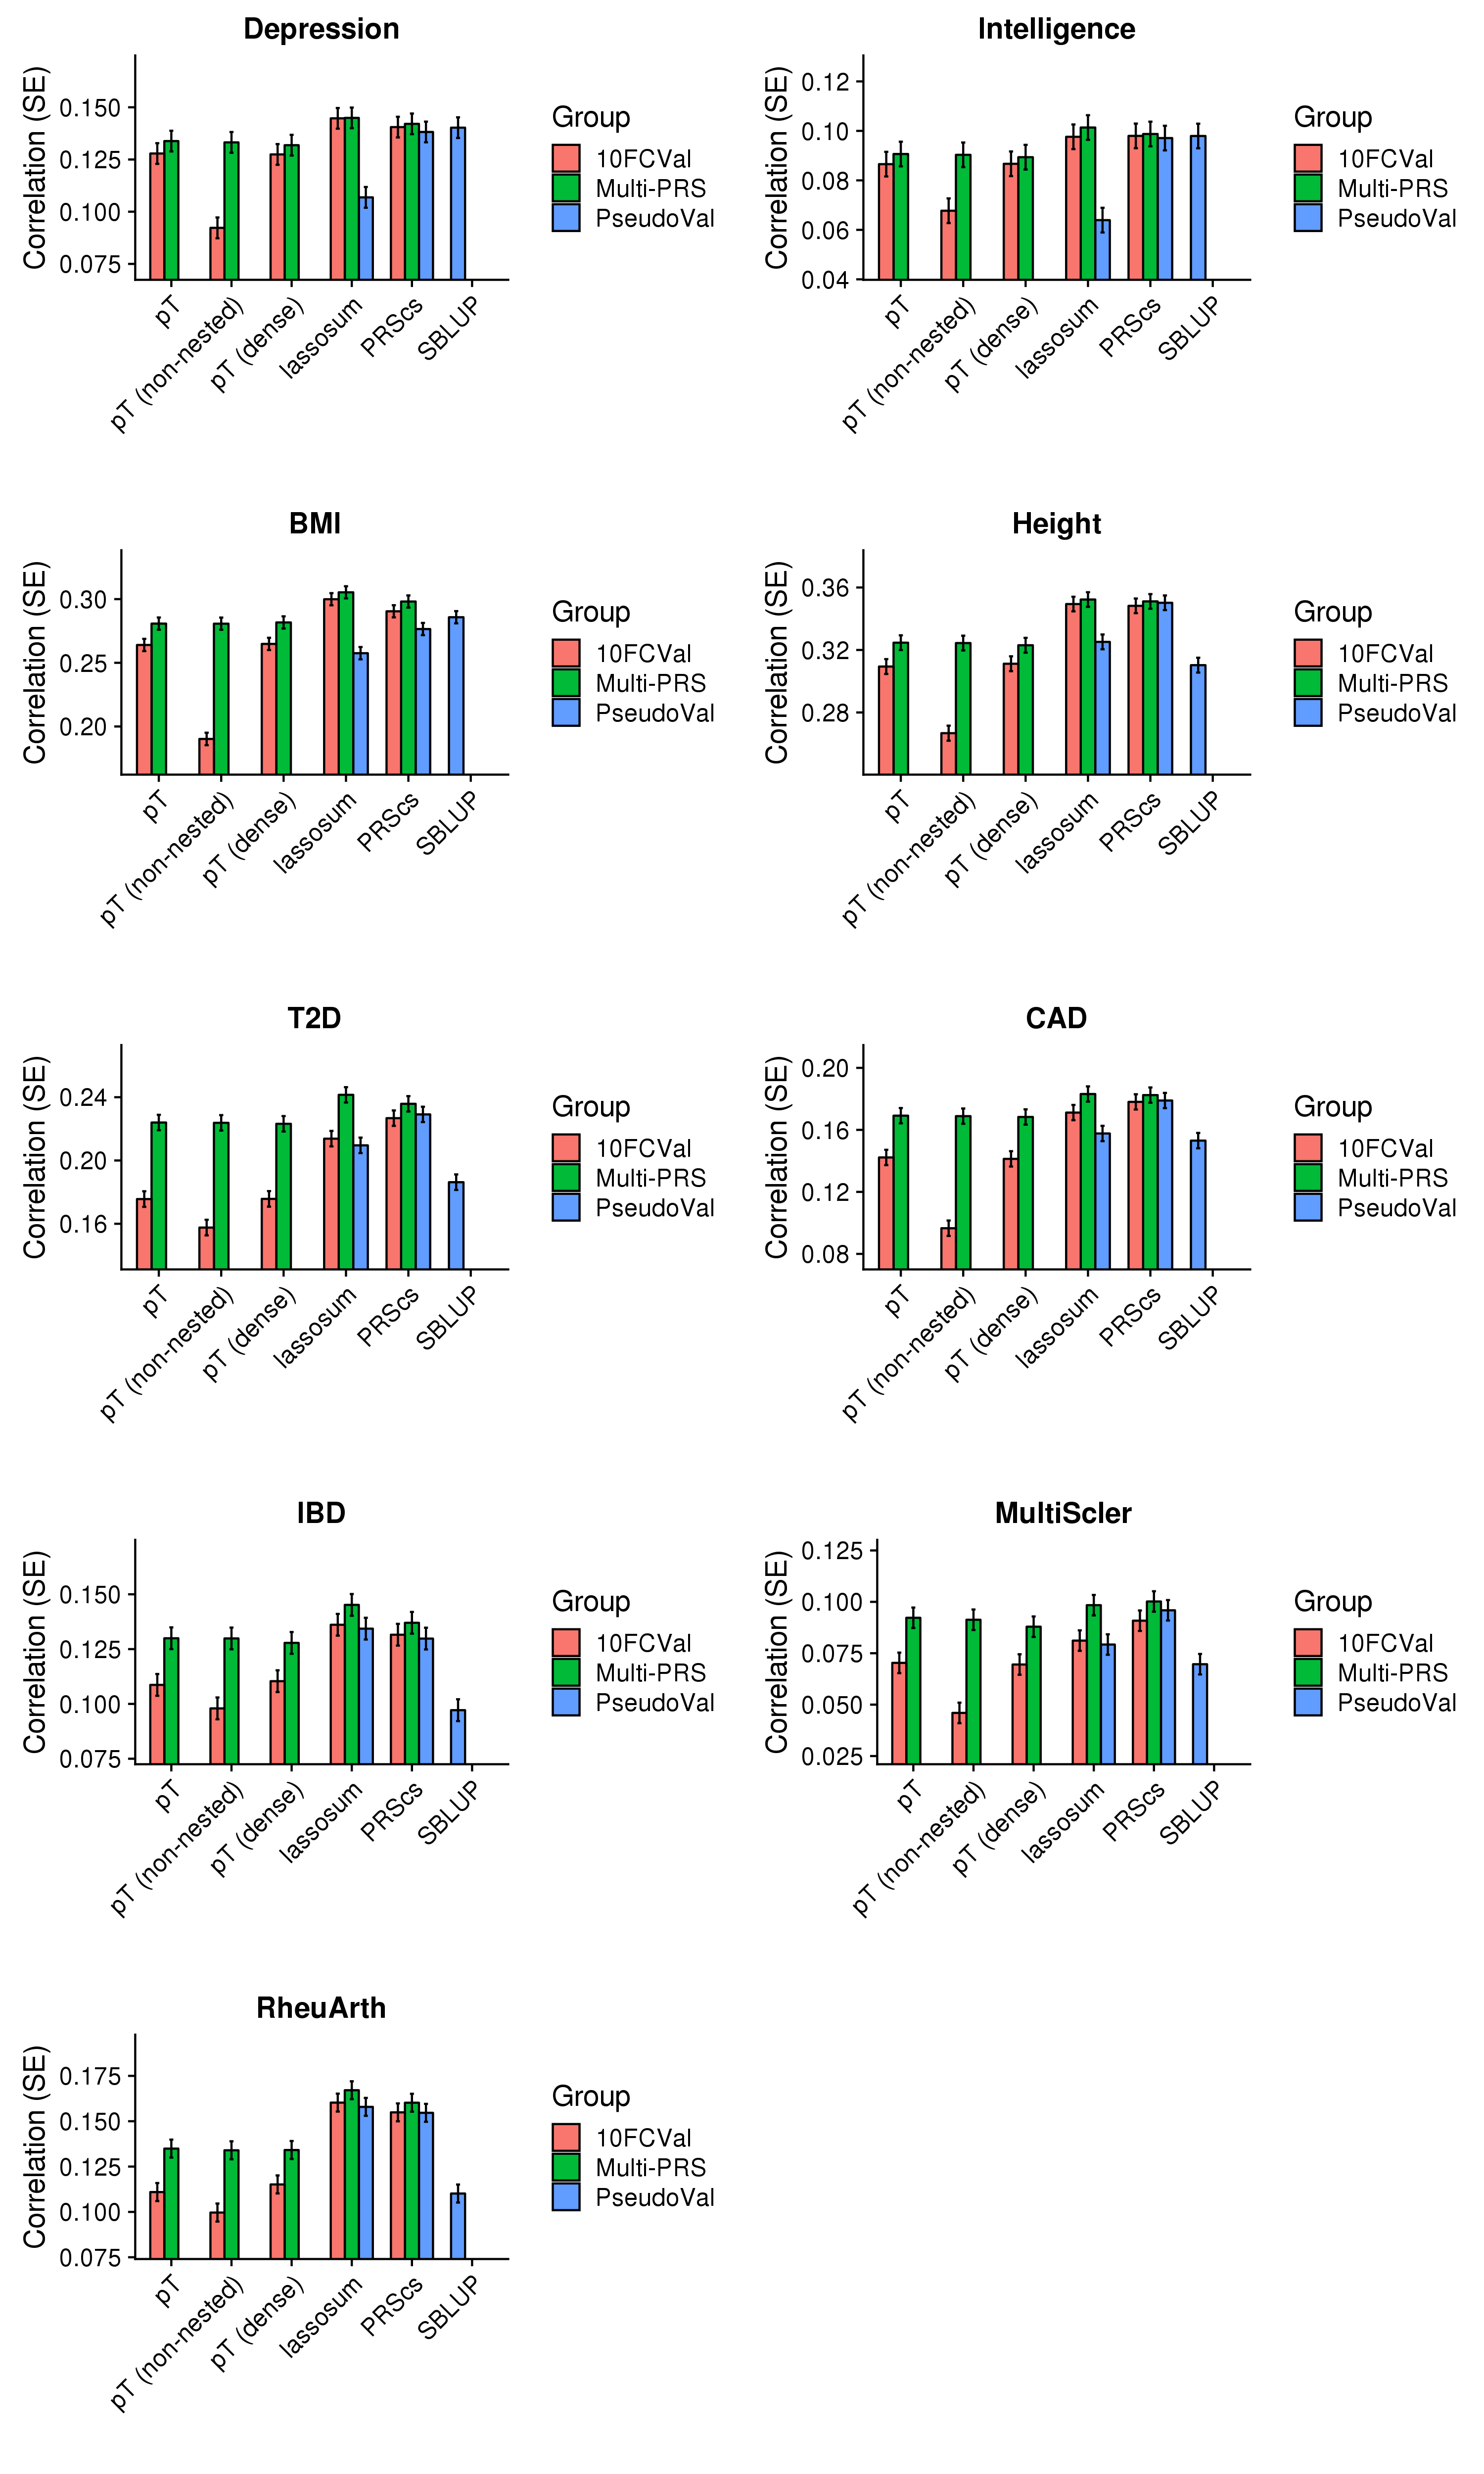 Depression
Correlation (SE)
0.150
0.125
0.100
0.075
pT
pT (non-nested)
pT (dense)
lassosum
PRScs
SBLUP
Group
10FCVal
Multi-PRS
PseudoVal
Intelligence
Correlation (SE)
0.12
0.10
0.08
0.06
0.04
pT
pT (non-nested)
pT (dense)
lassosum
PRScs
SBLUP
Group
10FCVal
Multi-PRS
PseudoVal
BMI
Correlation (SE)
0.30
0.25
0.20
pT
pT (non-nested)
pT (dense)
lassosum
PRScs
SBLUP
Group
10FCVal
Multi-PRS
PseudoVal
Height
Correlation (SE)
0.36
0.32
0.28
pT
pT (non-nested)
pT (dense)
lassosum
PRScs
SBLUP
Group
10FCVal
Multi-PRS
PseudoVal
T2D
Correlation (SE)
0.24
0.20
0.16
pT
pT (non-nested)
pT (dense)
lassosum
PRScs
SBLUP
Group
10FCVal
Multi-PRS
PseudoVal
CAD
Correlation (SE)
0.20
0.16
0.12
0.08
pT
pT (non-nested)
pT (dense)
lassosum
PRScs
SBLUP
Group
10FCVal
Multi-PRS
PseudoVal
IBD
Correlation (SE)
0.150
0.125
0.100
0.075
pT
pT (non-nested)
pT (dense)
lassosum
PRScs
SBLUP
Group
10FCVal
Multi-PRS
PseudoVal
MultiScler
Correlation (SE)
0.125
0.100
0.075
0.050
0.025
pT
pT (non-nested)
pT (dense)
lassosum
PRScs
SBLUP
Group
10FCVal
Multi-PRS
PseudoVal
RheuArth
Correlation (SE)
0.175
0.150
0.125
0.100
0.075
pT
pT (non-nested)
pT (dense)
lassosum
PRScs
SBLUP
Group
10FCVal
Multi-PRS
PseudoVal